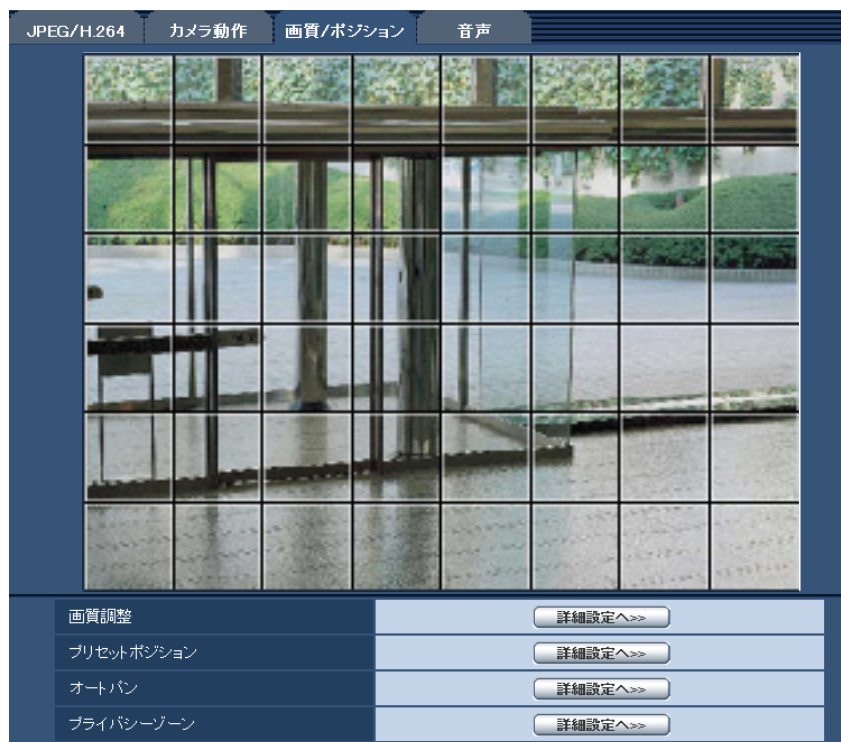 JPEG/H.264 カメラ動作 画質/ポジション 音声
画質調整 詳細設定へ>>
プリセットポジション 詳細設定へ>>
オートパン 詳細設定へ>>
プライバシーゾーン 詳細設定へ>>